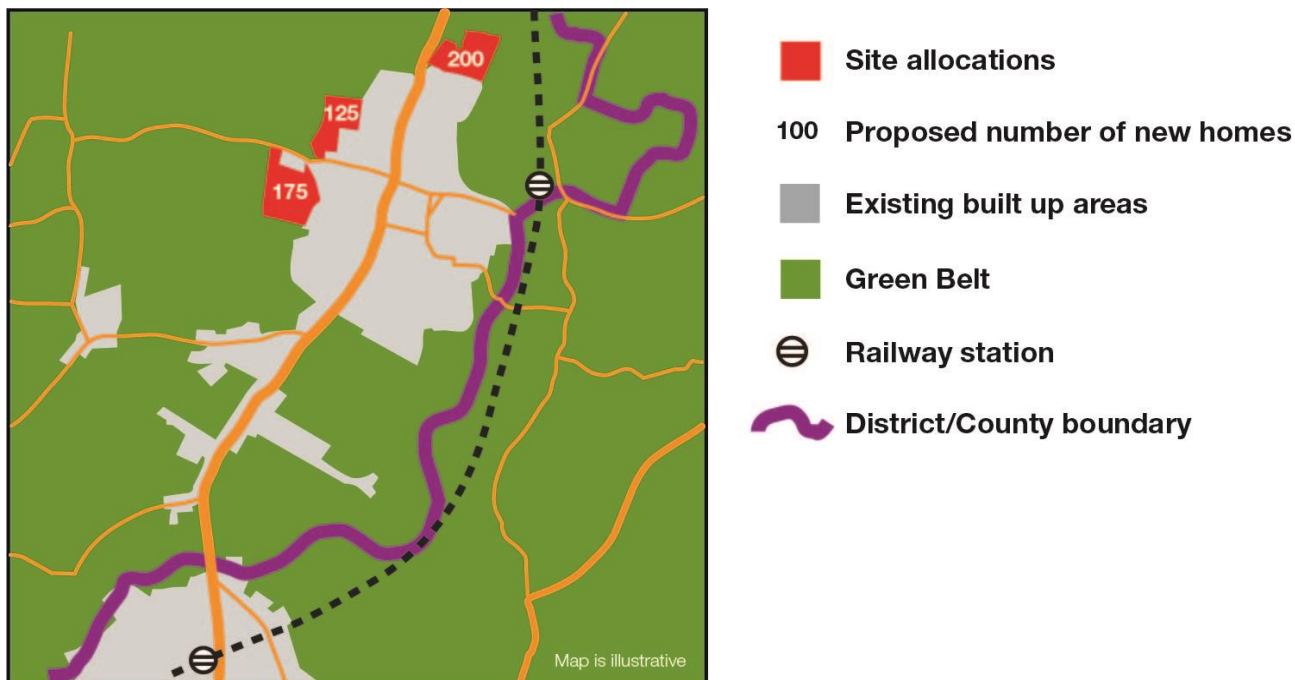 200
125
175
Map is illustrative
Site allocations
100 Proposed number of new homes
Existing built up areas
Green Belt
Railway station
District/County boundary